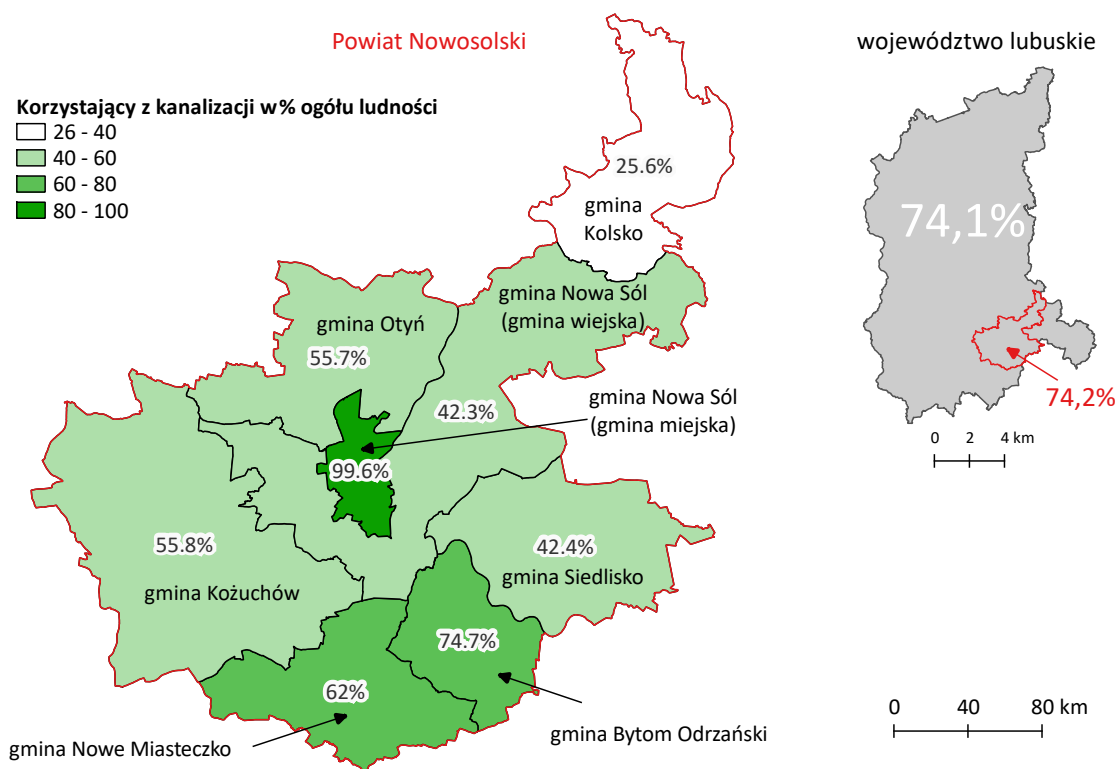 Powiat Nowosolski
województwo lubuskie
Korzystający z kanalizacji w% ogółu ludności
26 - 40
40 - 60
60 - 80
80 - 100
25.6%
gmina
Kolsko
74,1%
gmina Nowa Sól
(gmina wiejska)
gmina Otyń
55.7%
42.3%
gmina Nowa Sól
(gmina miejska)
74,2%
0 2 4 km
99.6%
55.8%
gmina Kożuchów
42.4%
gmina Siedlisko
74.7%
62%
gmina Nowe Miasteczko
gmina Bytom Odrzański
0 40 80 km